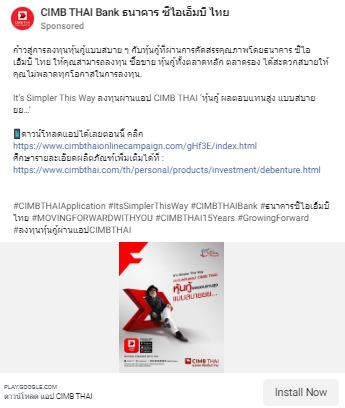 CIMB THAI Bank ธนาคาร ซีไอเอ็มบี ไทย
Sponsored
ก้าวสู่การลงทุนหุ้นกู้แบบสบาย ๆ กับหุ้นกู้ที่ผ่านการคัดสรรคุณภาพโดยธนาคาร ซีไอ
เอ็มบี ไทย ให้คุณสามารถลงทุน ซื้อขาย หุ้นกู้ทั้งตลาดหลัก ตลาดรอง ได้สะดวกสบายให้
คุณไม่พลาดทุกโอกาสในการลงทุน.
It's Simpler This Way ลงทุนผ่านแอป CIMB THAI 'หุ้นกู้ ผลตอบแทนสูง แบบสบาย
ยย...'
ดาวน์โหลดแอปได้เลยตอนนี้ คลิก
https://www.cimbthaionlinecampaign.com/gHf3E/index.html
ศึกษารายละเอียดผลิตภัณฑ์เพิ่มเติมได้ที่ :
https://www.cimbthai.com/th/personal/products/investment/debenture.html
#CIMBTHAIApplication #ItsSimplerThisWay #CIMBTHAIBank #ธนาคารซีไอเอ็มบี
ไทย #MOVINGFORWARDWITHYOU #CIMBTHAI15Years #GrowingForward
#ลงทุนหุ้นกู้ผ่านแอปCIMBTHAI
It's Simpler This Way
หุ้นกู้
แบบสบายยย...
CIMB THAI
PLAY.GOOGLE.COM
ดาวน์โหลด แอป CIMB THAI
Install Now